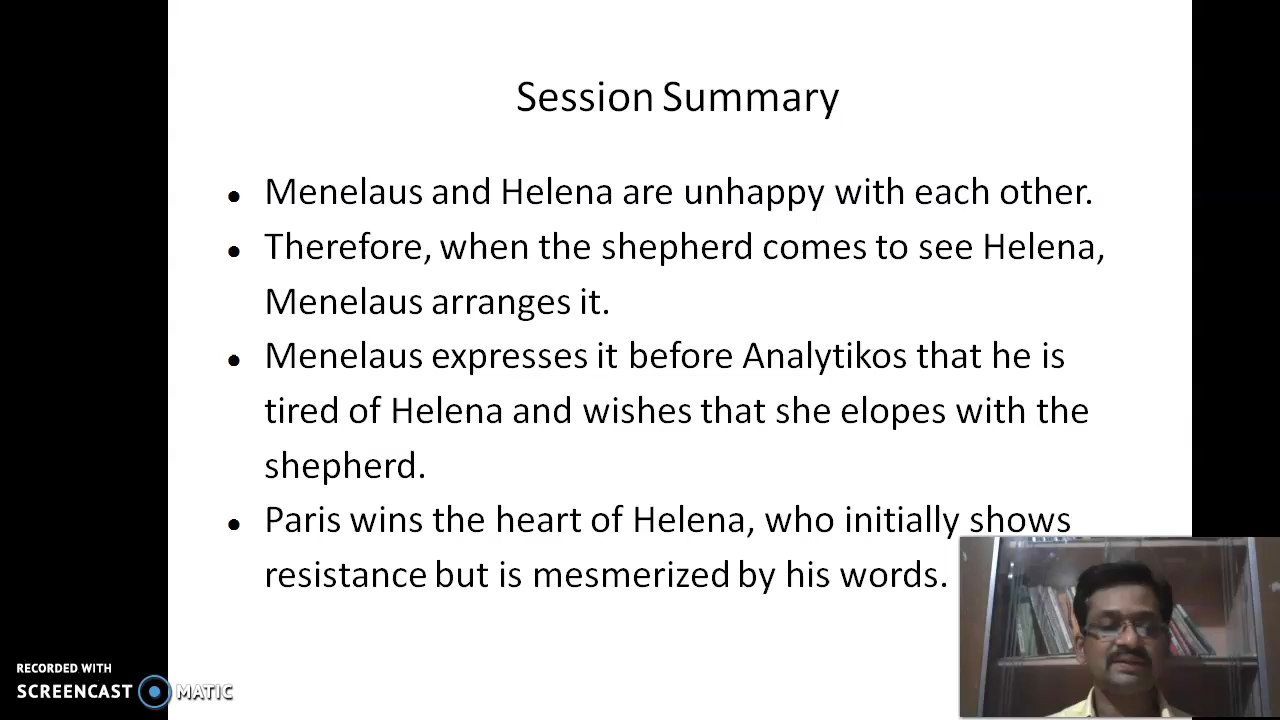 Session Summary
• Menelaus and Helena are unhappy with each other.
• Therefore, when the shepherd comes to see Helena,
Menelaus arranges it.
• Menelaus expresses it before Analytikos that he is
tired of Helena and wishes that she elopes with the
shepherd.
• Paris wins the heart of Helena, who initially shows
resistance but is mesmerized by his words.
RECORDED WITH
SCREENCAST MATIC